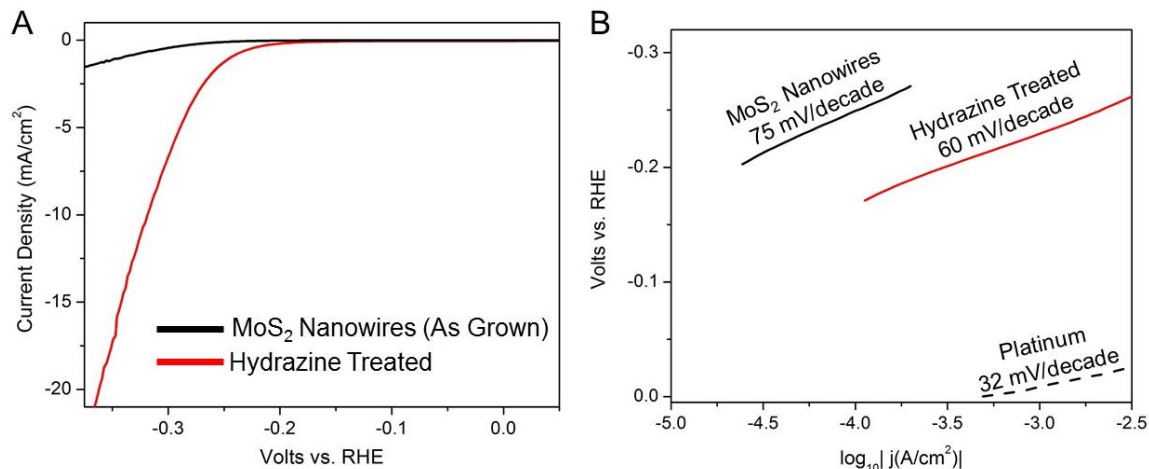 A
0
-5
-10
-15
-20
Current Density (mA/cm²)
MoS₂ Nanowires (As Grown)
Hydrazine Treated
-0.3
-0.2
-0.1
0.0
Volts vs. RHE
B
-0.3
-0.2
-0.1
0.0
Volts vs. RHE
MoS₂ Nanowires
75 mV/decade
Hydrazine Treated
60 mV/decade
Platinum
32 mV/decade
-5.0
-4.5
-4.0
-3.5
-3.0
-2.5
log₁₀| j(A/cm²)|